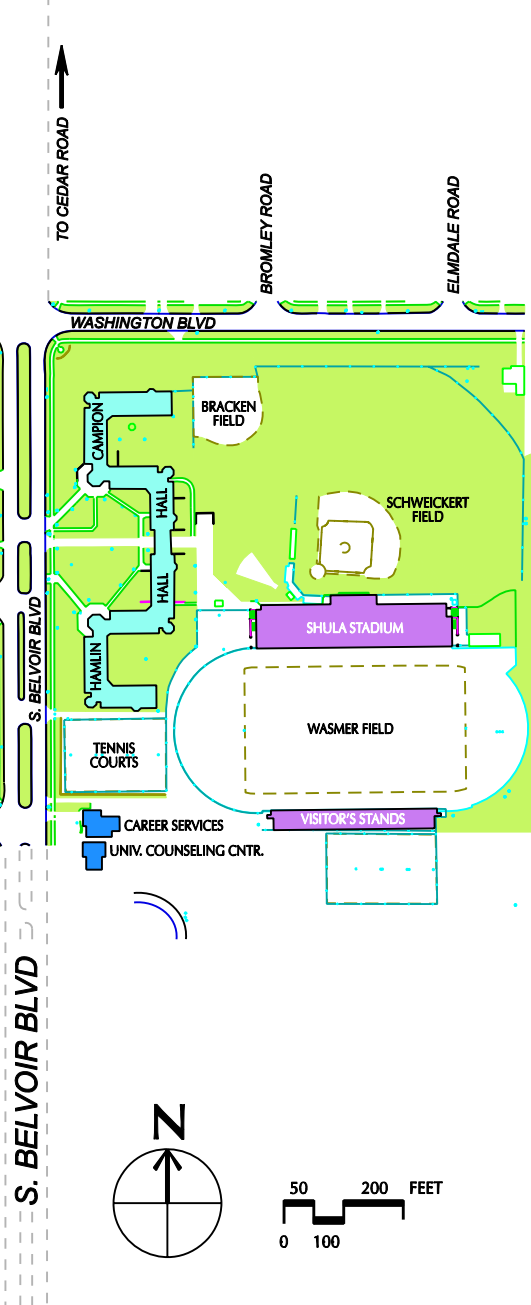 TO CEDAR ROAD
BROMLEY ROAD
ELMDALE ROAD
WASHINGTON BLVD
CAMPION
HALL
BRACKEN
FIELD
SCHWEICKERT
FIELD
HALL
HAMLIN
S. BELVOIR BLVD
SHULA STADIUM
WASMER FIELD
TENNIS
COURTS
VISITOR'S STANDS
CAREER SERVICES
UNIV. COUNSELING CNTR.
S. BELVOIR BLVD
N
50 200 FEET
0 100